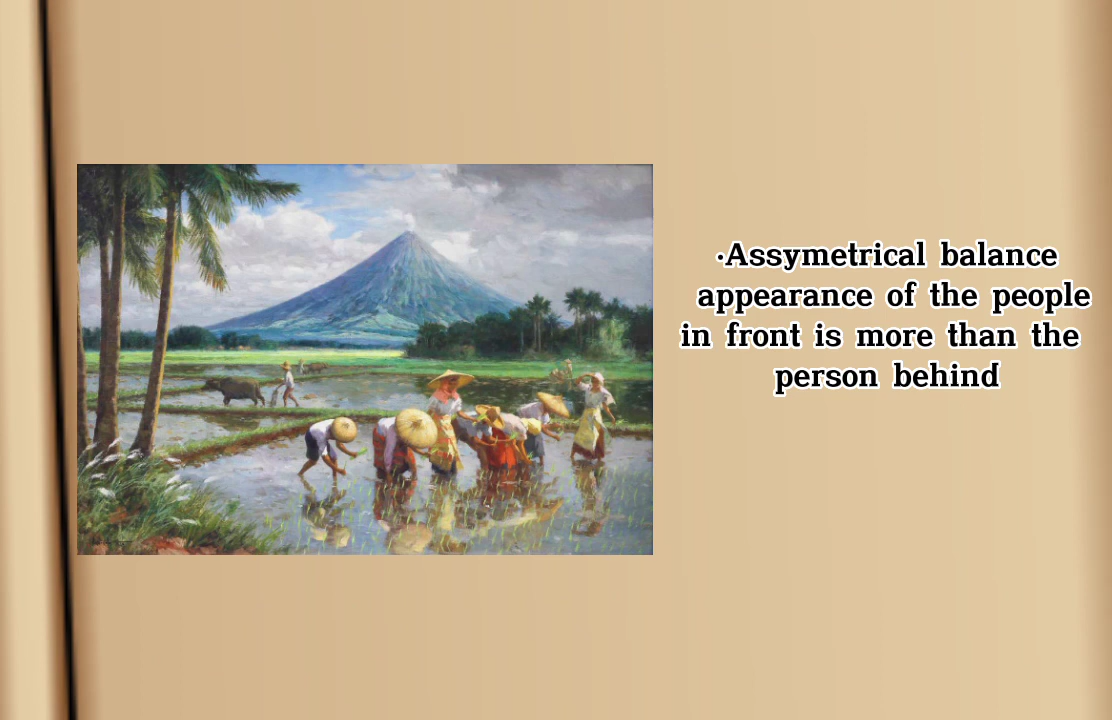 ·Assymetrical balance
appearance of the people
in front is more than the
person behind